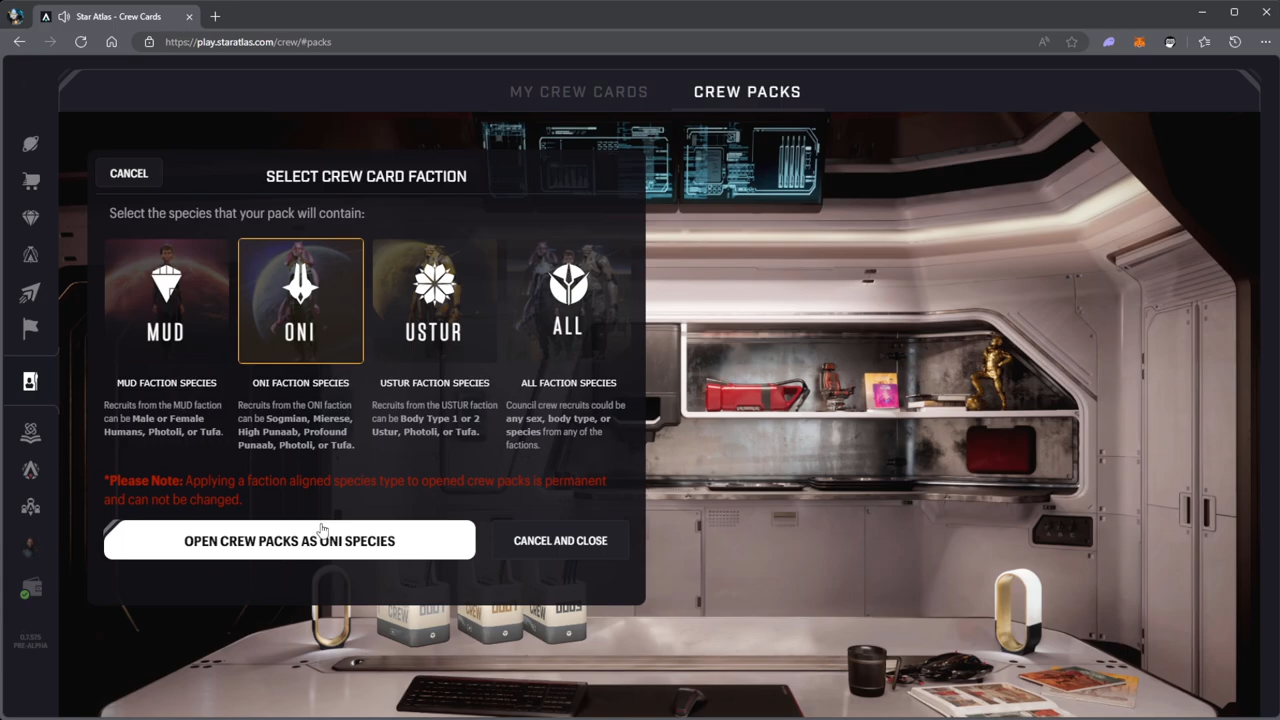 Star Atlas - Crew Cards
https://play.staratlas.com/crew/#packs
MY CREW CARDS
CREW PACKS
CANCEL
SELECT CREW CARD FACTION
Select the species that your pack will contain:
MUD
ONI
USTUR
ALL
MUD FACTION SPECIES
Recruits from the MUD faction
can be Male or Female
Humans, Photoli, or Tufa.
ONI FACTION SPECIES
Recruits from the ONI faction
can be Sogmian, Mierese,
High Punaab, Profound
Punaab, Photoli, or Tufa.
USTUR FACTION SPECIES
Recruits from the USTUR faction
can be Body Type 1 or 2
Ustur, Photoli, or Tufa.
ALL FACTION SPECIES
Council crew recruits could be
any sex, body type, or
species from any of the
factions.
*Please Note: Applying a faction aligned species type to opened crew packs is permanent
and can not be changed.
OPEN CREW PACKS AS ONI SPECIES
CANCEL AND CLOSE
CREW
CREW
CREW
0.7.575
PRE-ALPHA